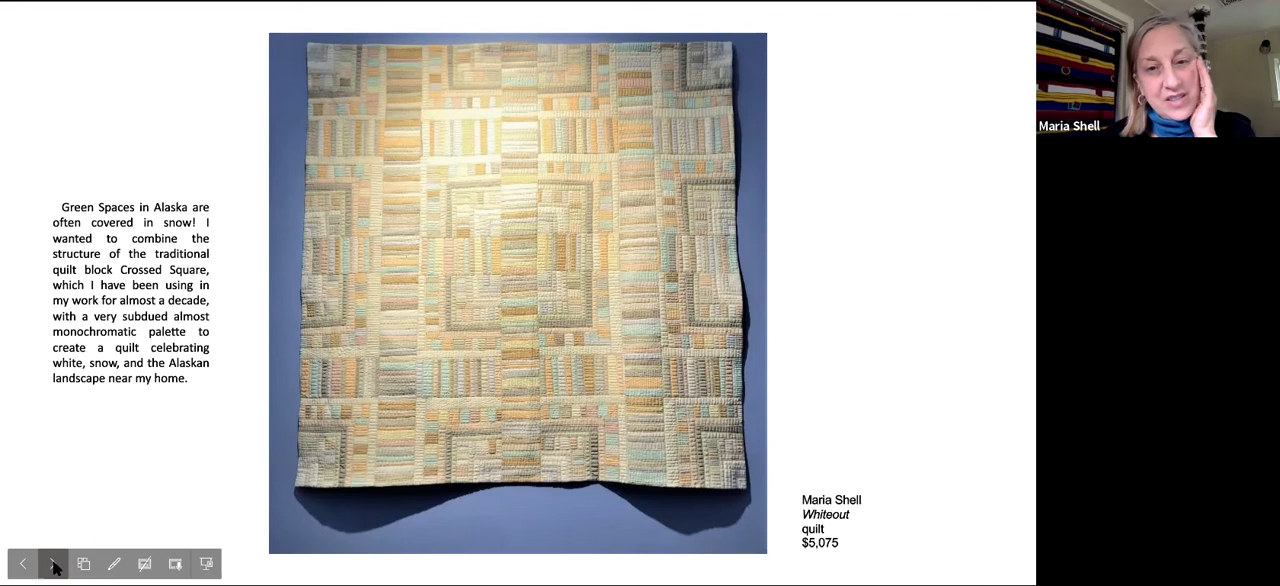 Green Spaces in Alaska are
often covered in snow! I
wanted to combine the
structure of the traditional
quilt block Crossed Square,
which I have been using in
my work for almost a decade,
with a very subdued almost
monochromatic palette to
create a quilt celebrating
white, snow, and the Alaskan
landscape near my home.
Maria Shell
Whiteout
quilt
$5,075
Maria Shell